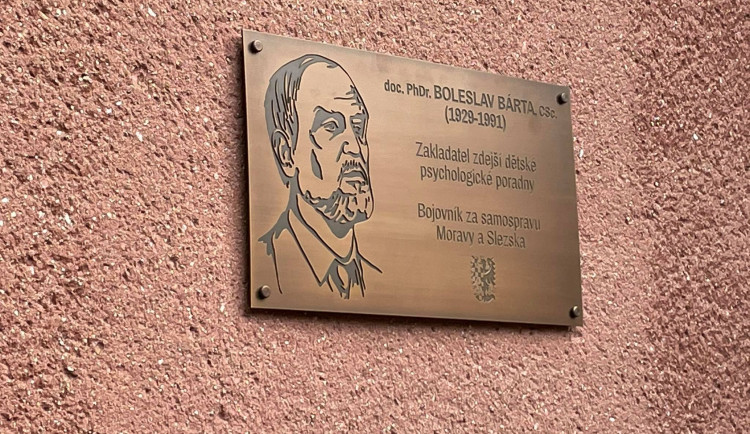 doc. PhDr. BOLESLAV BÁRTA, CSc.
(1929-1991)
Zakladatel zdejší dětské
psychologické poradny
Bojovník za samosprávu
Moravy a Slezska